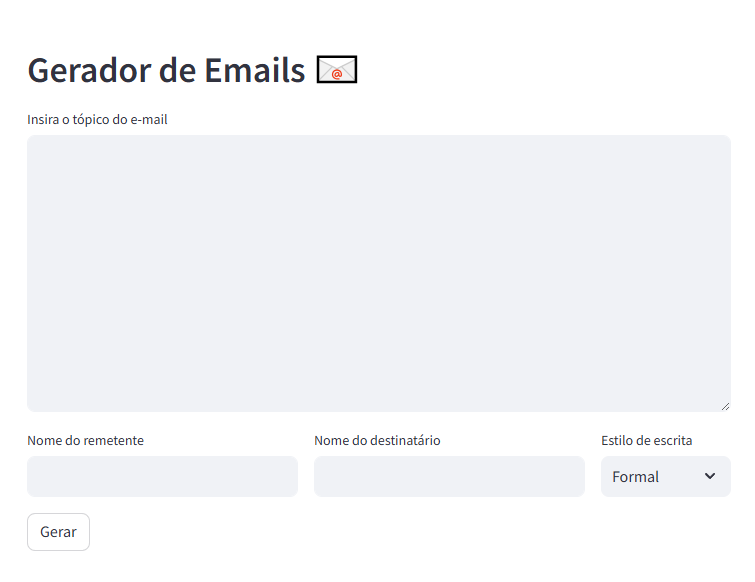 Gerador de Emails 📧
Insira o tópico do e-mail
Nome do remetente
Nome do destinatário
Estilo de escrita
Formal
Gerar